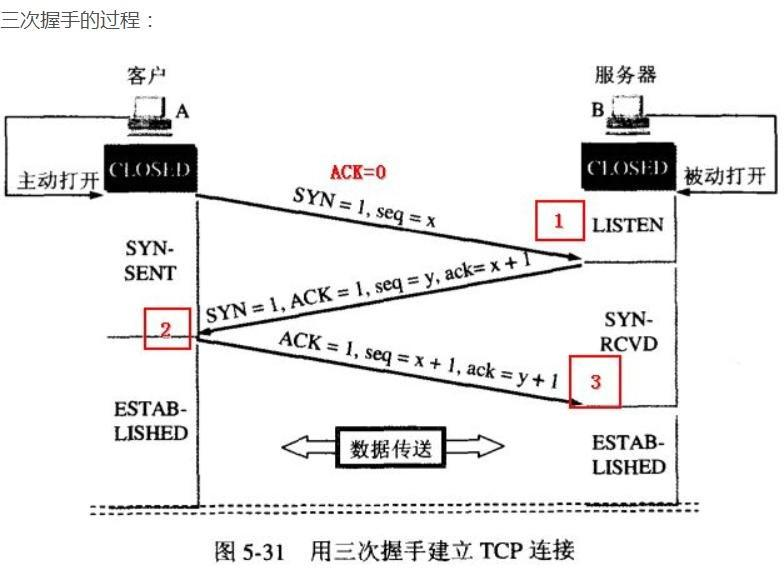 三次握手的过程：
客户
服务器
A
B
CLOSED
ACK=0
CLOSED
主动打开
被动打开
SYN = 1, seq = x
1
LISTEN
SYN-
SENT
SYN = 1, ACK = 1, seq = y, ack= x + 1
2
SYN-
RCVD
ACK = 1, seq = x + 1, ack = y + 1
3
ESTAB-
LISHED
数据传送
ESTAB-
LISHED
图 5-31 用三次握手建立 TCP 连接